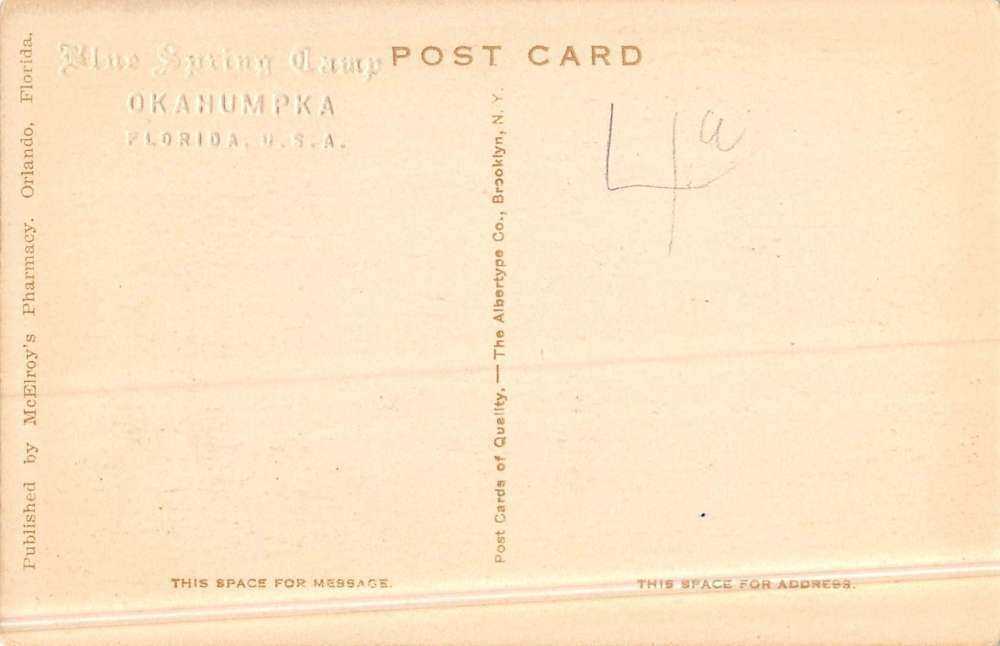 Published by McElroy's Pharmacy. Orlando, Florida.
Blue Spring Camp
OKAHUMPKA
FLORIDA, U.S.A.
POST CARD
Post Cards of Quality. — The Albertype Co., Brooklyn, N. Y.
4a
THIS SPACE FOR MESSAGE.
THIS SPACE FOR ADDRESS.